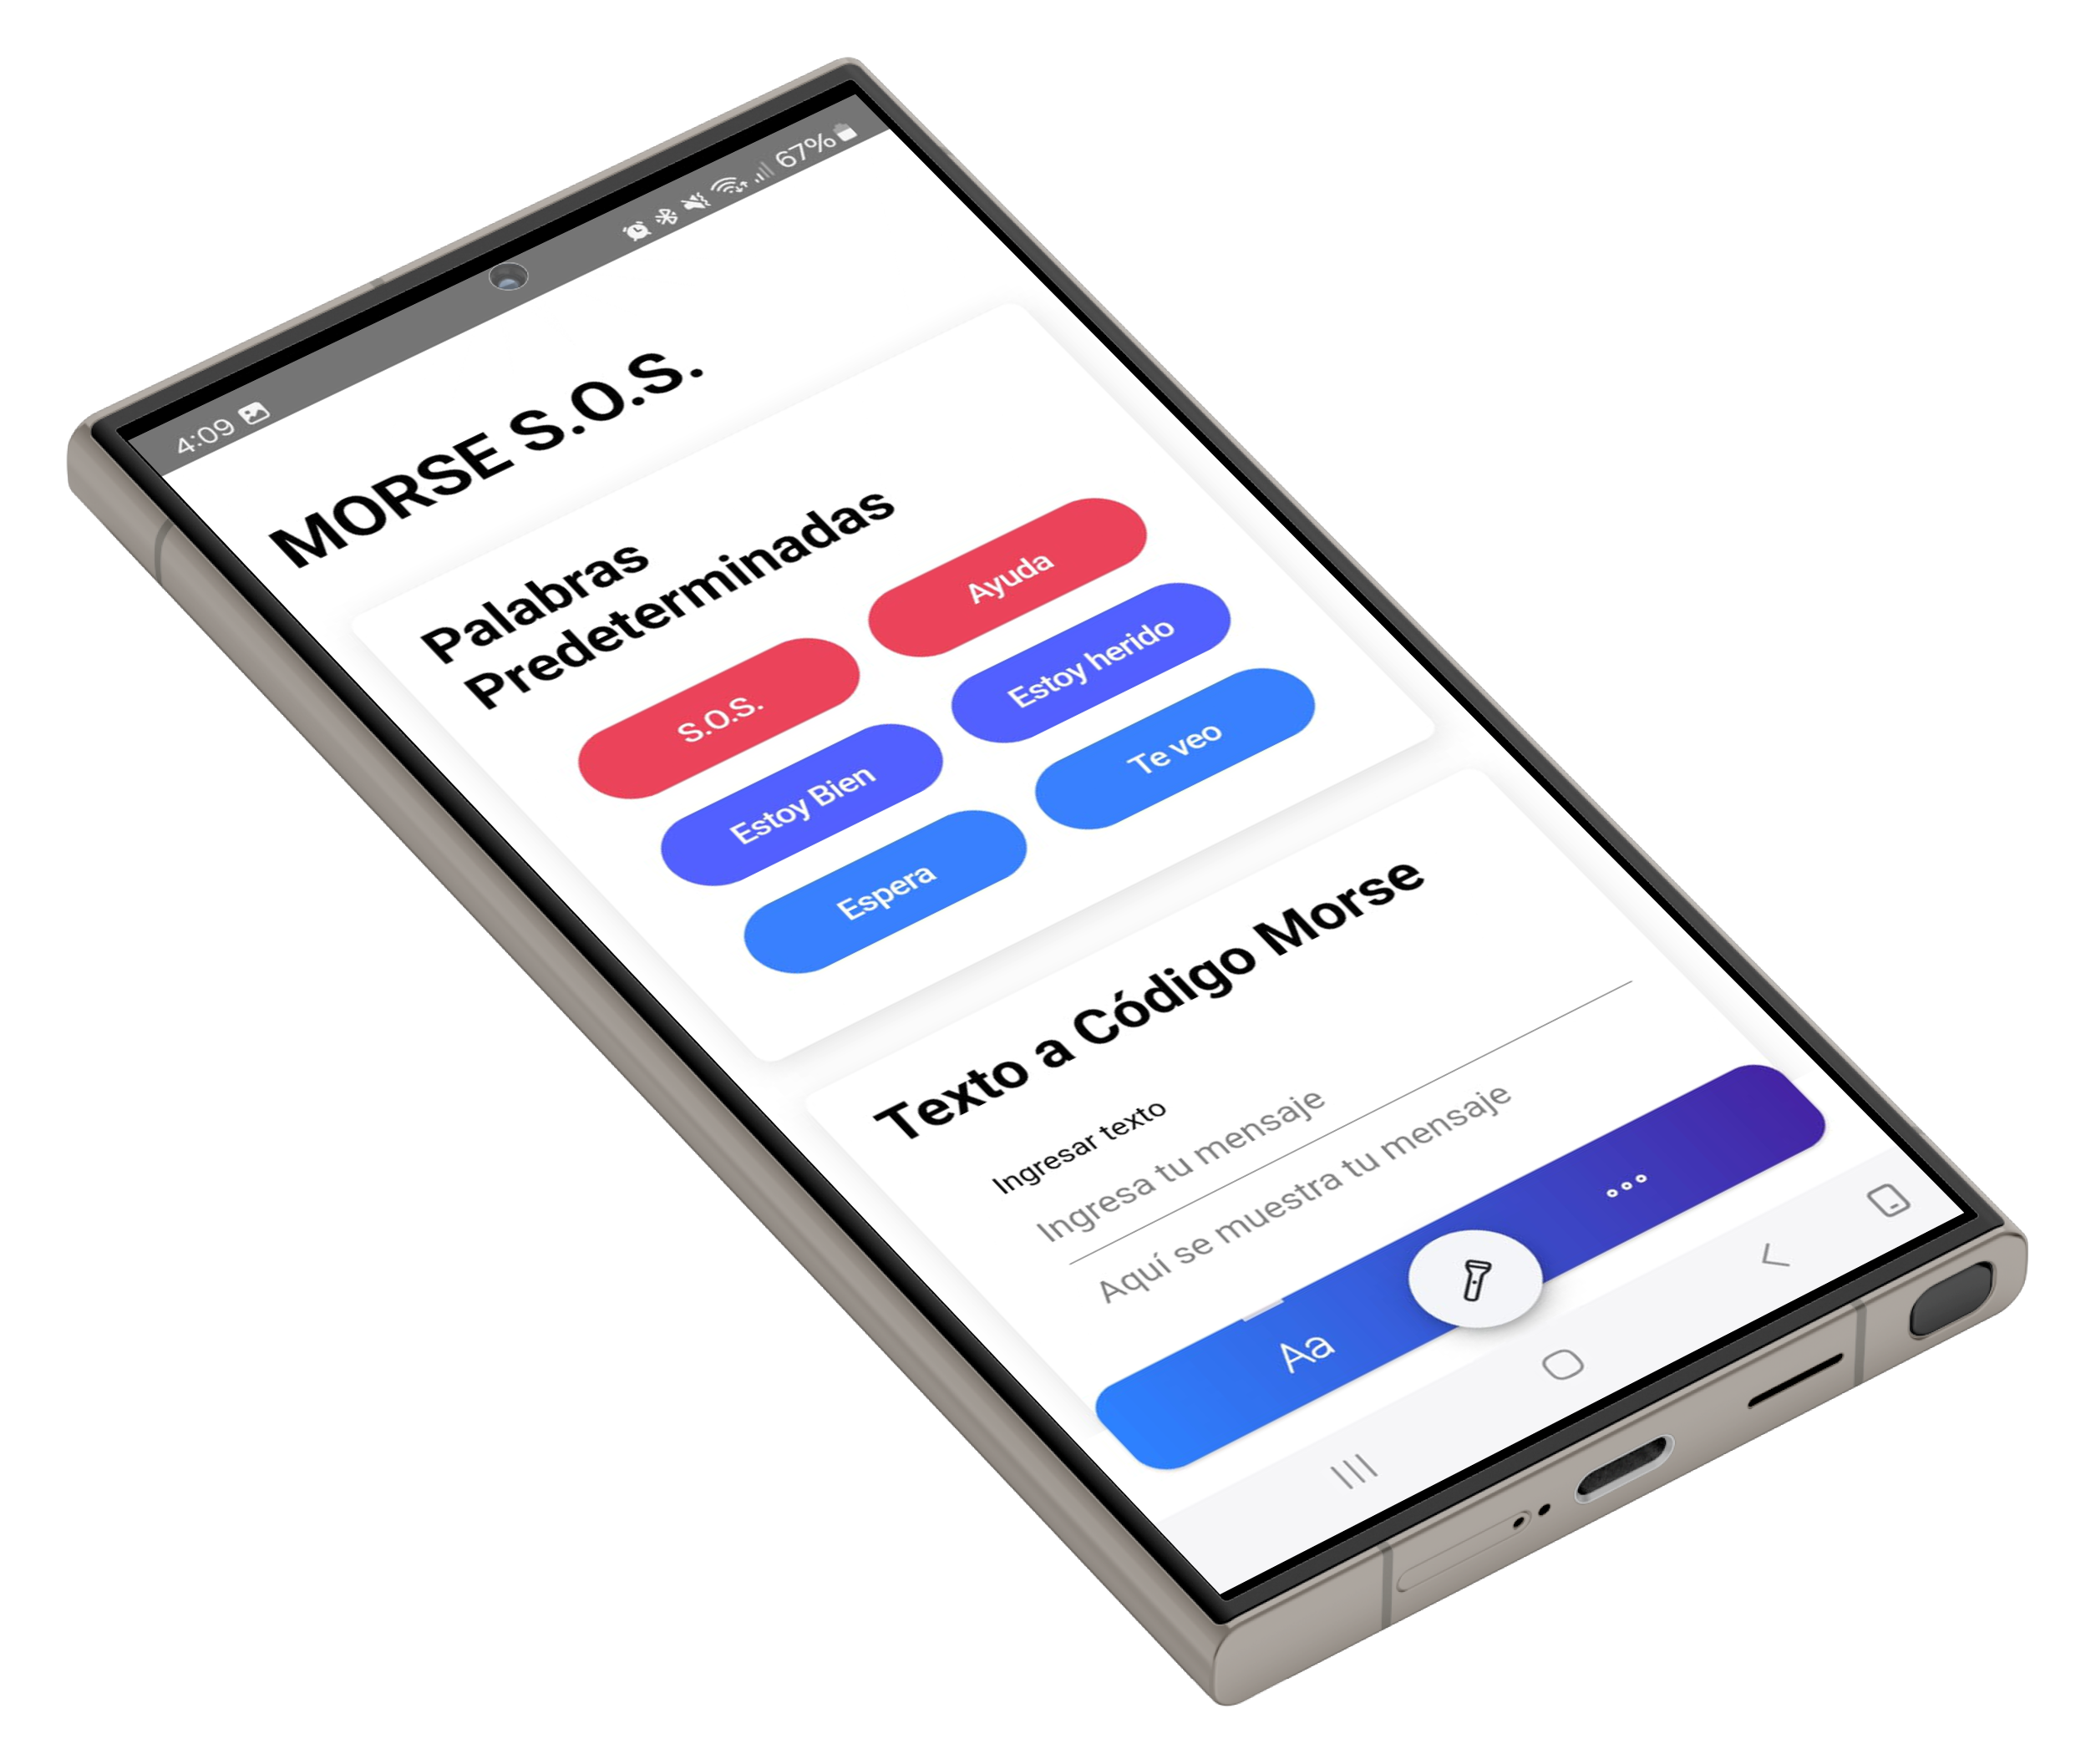 4:09
67%
MORSE S.O.S.
Palabras
Predeterminadas
S.O.S.
Ayuda
Estoy Bien
Estoy herido
Espera
Te veo
Texto a Código Morse
Ingresar texto
Ingresa tu mensaje
Aquí se muestra tu mensaje
Aa